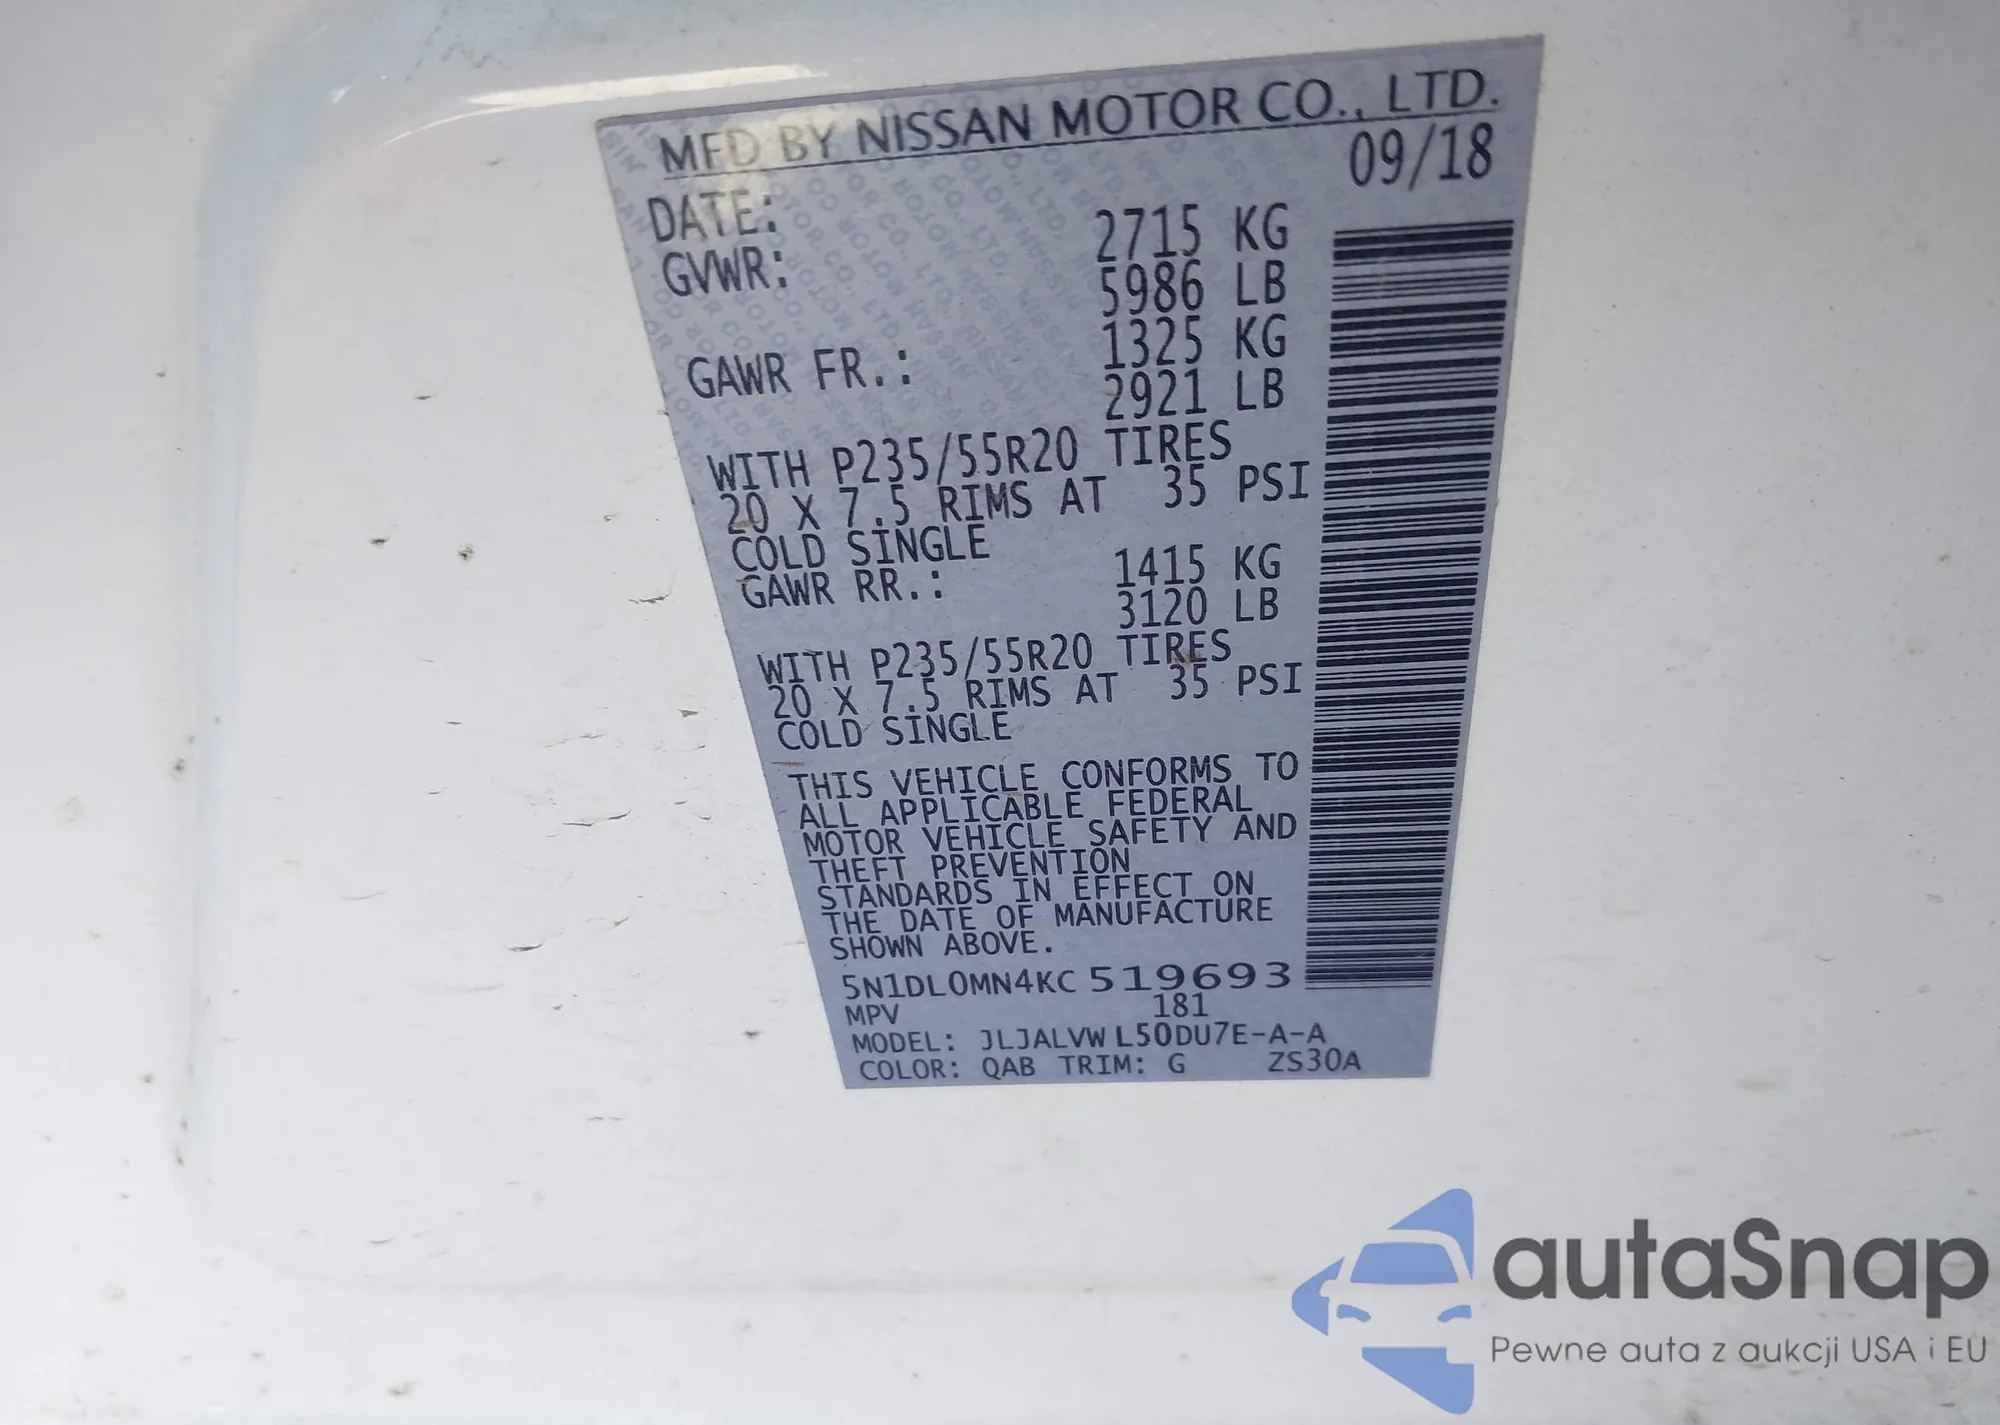 MFD BY NISSAN MOTOR CO., LTD.
DATE: 09/18
GVWR: 2715 KG
5986 LB
GAWR FR.: 1325 KG
2921 LB
WITH P235/55R20 TIRES
20 X 7.5 RIMS AT 35 PSI
COLD SINGLE
GAWR RR.: 1415 KG
3120 LB
WITH P235/55R20 TIRES
20 X 7.5 RIMS AT 35 PSI
COLD SINGLE
THIS VEHICLE CONFORMS TO
ALL APPLICABLE FEDERAL
MOTOR VEHICLE SAFETY AND
THEFT PREVENTION
STANDARDS IN EFFECT ON
THE DATE OF MANUFACTURE
SHOWN ABOVE.
5N1DL0MN4KC 519693
MPV 181
MODEL: JLJALVW L50DU7E-A-A
COLOR: QAB TRIM: G ZS30A
autaSnap
Pewne auta z aukcji USA i EU